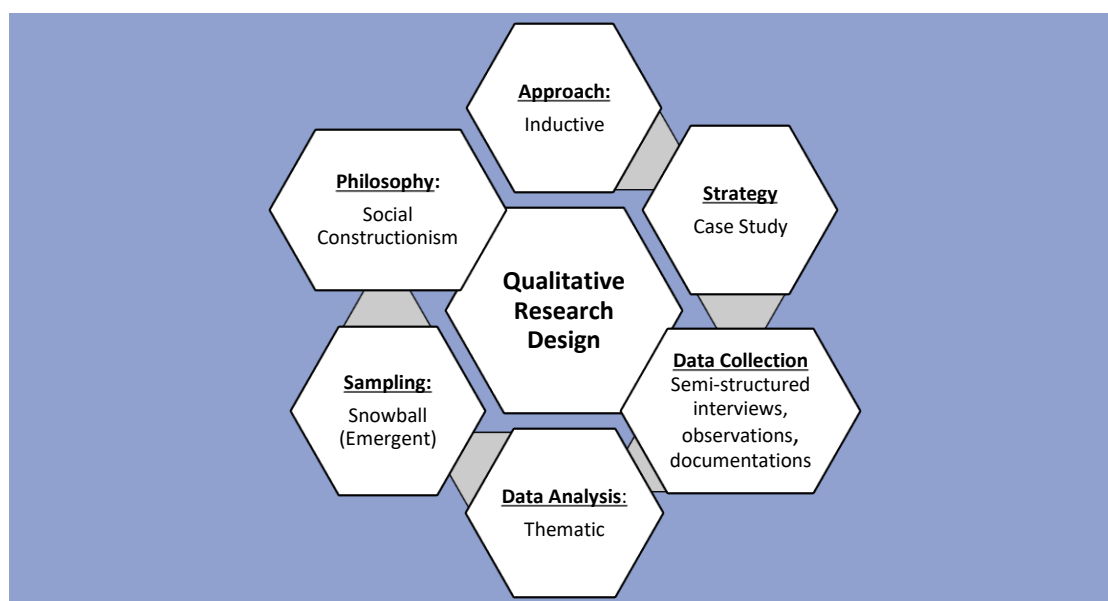 Approach:
Inductive
Philosophy:
Social
Constructionism
Strategy
Case Study
Qualitative
Research
Design
Sampling:
Snowball
(Emergent)
Data Collection
Semi-structured
interviews,
observations,
documentations
Data Analysis:
Thematic